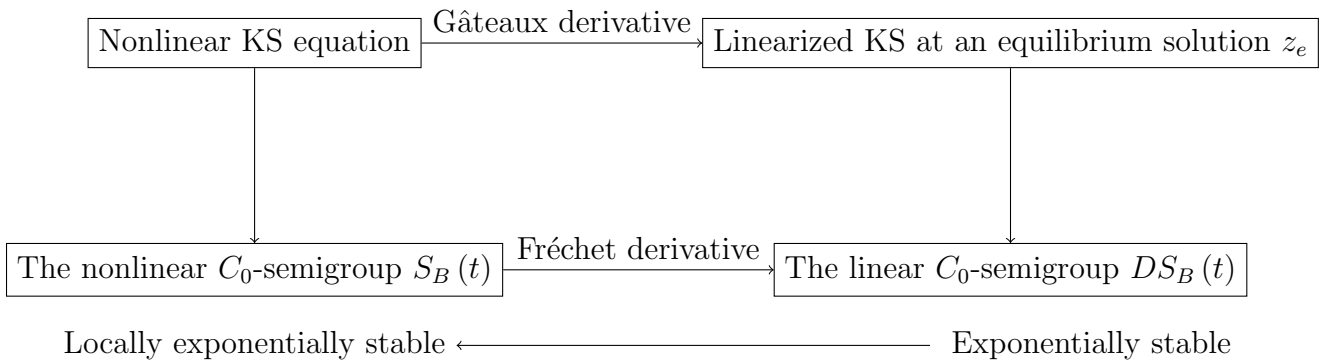 Gâteaux derivative
Nonlinear KS equation
Linearized KS at an equilibrium solution $z_e$
Fréchet derivative
The nonlinear $C_0$-semigroup $S_B(t)$
The linear $C_0$-semigroup $DS_B(t)$
Locally exponentially stable
Exponentially stable